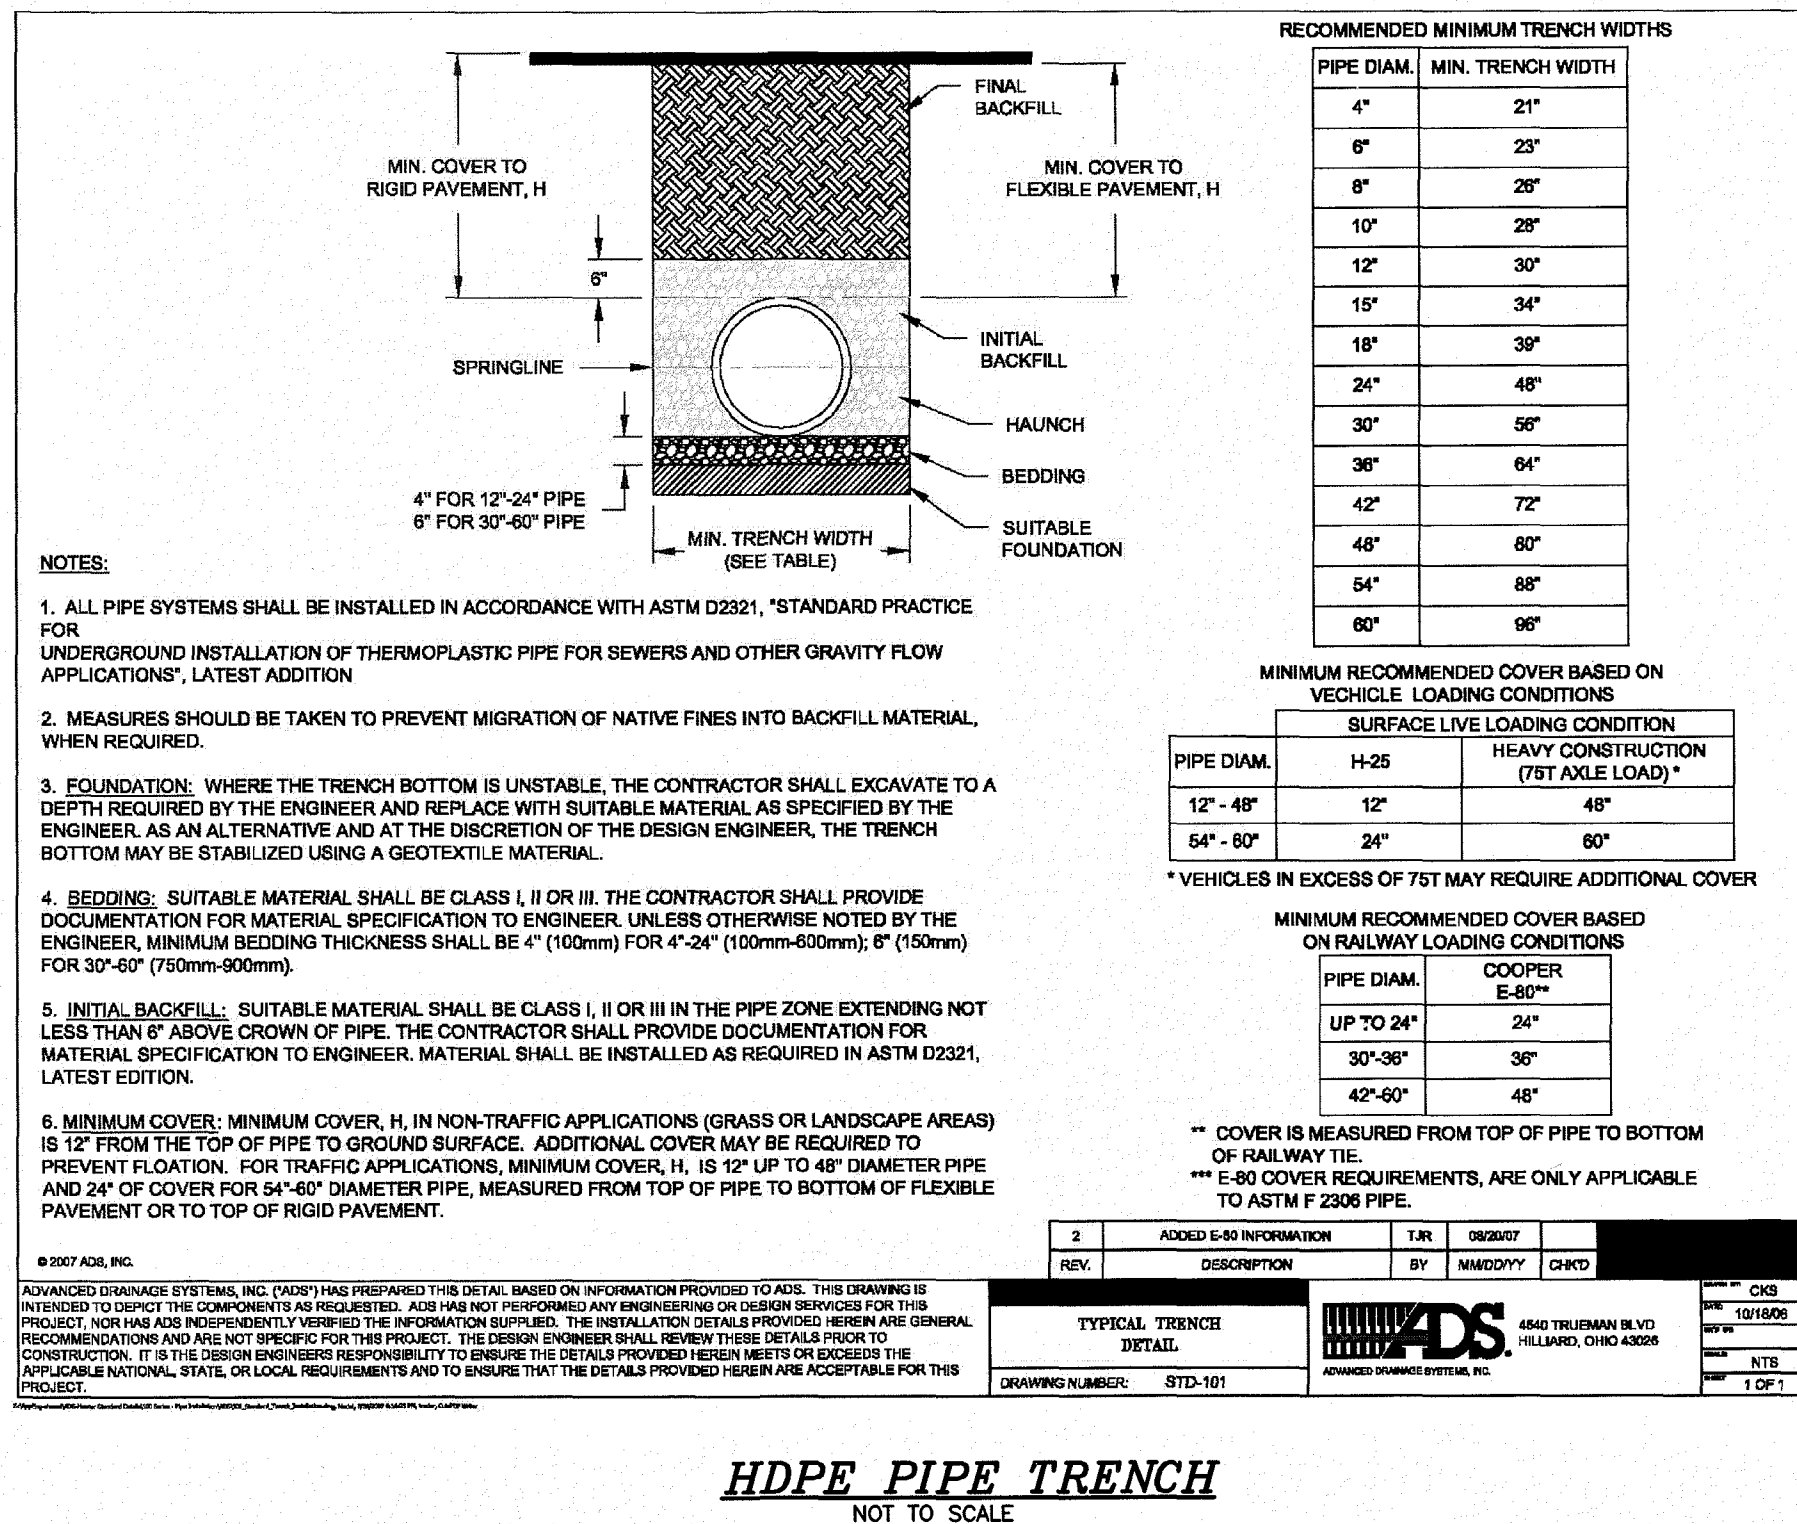 RECOMMENDED MINIMUM TRENCH WIDTHS
PIPE DIAM. MIN. TRENCH WIDTH
4" 21"
6" 23"
8" 26"
10" 28"
12" 30"
15" 34"
18" 39"
24" 48"
30" 56"
36" 64"
42" 72"
48" 80"
54" 88"
60" 96"
FINAL
BACKFILL
MIN. COVER TO
RIGID PAVEMENT, H
MIN. COVER TO
FLEXIBLE PAVEMENT, H
6"
INITIAL
BACKFILL
SPRINGLINE
HAUNCH
BEDDING
4" FOR 12"-24" PIPE
6" FOR 30"-60" PIPE
SUITABLE
FOUNDATION
MIN. TRENCH WIDTH
(SEE TABLE)
NOTES:
1. ALL PIPE SYSTEMS SHALL BE INSTALLED IN ACCORDANCE WITH ASTM D2321, "STANDARD PRACTICE
FOR
UNDERGROUND INSTALLATION OF THERMOPLASTIC PIPE FOR SEWERS AND OTHER GRAVITY FLOW
APPLICATIONS", LATEST ADDITION
2. MEASURES SHOULD BE TAKEN TO PREVENT MIGRATION OF NATIVE FINES INTO BACKFILL MATERIAL,
WHEN REQUIRED.
3. FOUNDATION: WHERE THE TRENCH BOTTOM IS UNSTABLE, THE CONTRACTOR SHALL EXCAVATE TO A
DEPTH REQUIRED BY THE ENGINEER AND REPLACE WITH SUITABLE MATERIAL AS SPECIFIED BY THE
ENGINEER. AS AN ALTERNATIVE AND AT THE DISCRETION OF THE DESIGN ENGINEER, THE TRENCH
BOTTOM MAY BE STABILIZED USING A GEOTEXTILE MATERIAL.
4. BEDDING: SUITABLE MATERIAL SHALL BE CLASS I, II OR III. THE CONTRACTOR SHALL PROVIDE
DOCUMENTATION FOR MATERIAL SPECIFICATION TO ENGINEER. UNLESS OTHERWISE NOTED BY THE
ENGINEER, MINIMUM BEDDING THICKNESS SHALL BE 4" (100mm) FOR 4"-24" (100mm-600mm); 6" (150mm)
FOR 30"-60" (750mm-900mm).
5. INITIAL BACKFILL: SUITABLE MATERIAL SHALL BE CLASS I, II OR III IN THE PIPE ZONE EXTENDING NOT
LESS THAN 6" ABOVE CROWN OF PIPE. THE CONTRACTOR SHALL PROVIDE DOCUMENTATION FOR
MATERIAL SPECIFICATION TO ENGINEER. MATERIAL SHALL BE INSTALLED AS REQUIRED IN ASTM D2321,
LATEST EDITION.
6. MINIMUM COVER: MINIMUM COVER, H, IN NON-TRAFFIC APPLICATIONS (GRASS OR LANDSCAPE AREAS)
IS 12" FROM THE TOP OF PIPE TO GROUND SURFACE. ADDITIONAL COVER MAY BE REQUIRED TO
PREVENT FLOATION. FOR TRAFFIC APPLICATIONS, MINIMUM COVER, H, IS 12" UP TO 48" DIAMETER PIPE
AND 24" OF COVER FOR 54"-60" DIAMETER PIPE, MEASURED FROM TOP OF PIPE TO BOTTOM OF FLEXIBLE
PAVEMENT OR TO TOP OF RIGID PAVEMENT.
MINIMUM RECOMMENDED COVER BASED ON
VECHICLE LOADING CONDITIONS
SURFACE LIVE LOADING CONDITION
PIPE DIAM. H-25 HEAVY CONSTRUCTION
(75T AXLE LOAD) *
12" - 48" 12" 48"
54" - 60" 24" 60"
* VEHICLES IN EXCESS OF 75T MAY REQUIRE ADDITIONAL COVER
MINIMUM RECOMMENDED COVER BASED
ON RAILWAY LOADING CONDITIONS
PIPE DIAM. COOPER
E-80**
UP TO 24" 24"
30"-36" 36"
42"-60" 48"
** COVER IS MEASURED FROM TOP OF PIPE TO BOTTOM
OF RAILWAY TIE.
*** E-80 COVER REQUIREMENTS, ARE ONLY APPLICABLE
TO ASTM F 2306 PIPE.
2 ADDED E-80 INFORMATION TJR 08/20/07
REV. DESCRIPTION BY MM/DD/YY CHK'D
© 2007 ADS, INC.
ADVANCED DRAINAGE SYSTEMS, INC. ("ADS") HAS PREPARED THIS DETAIL BASED ON INFORMATION PROVIDED TO ADS. THIS DRAWING IS
INTENDED TO DEPICT THE COMPONENTS AS REQUESTED. ADS HAS NOT PERFORMED ANY ENGINEERING OR DESIGN SERVICES FOR THIS
PROJECT, NOR HAS ADS INDEPENDENTLY VERIFIED THE INFORMATION SUPPLIED. THE INSTALLATION DETAILS PROVIDED HEREIN ARE GENERAL
RECOMMENDATIONS AND ARE NOT SPECIFIC FOR THIS PROJECT. THE DESIGN ENGINEER SHALL REVIEW THESE DETAILS PRIOR TO
CONSTRUCTION. IT IS THE DESIGN ENGINEERS RESPONSIBILITY TO ENSURE THE DETAILS PROVIDED HEREIN MEETS OR EXCEEDS THE
APPLICABLE NATIONAL, STATE, OR LOCAL REQUIREMENTS AND TO ENSURE THAT THE DETAILS PROVIDED HEREIN ARE ACCEPTABLE FOR THIS
PROJECT.
TYPICAL TRENCH
DETAIL
DRAWING NUMBER: STD-101
ADS
ADVANCED DRAINAGE SYSTEMS, INC.
4640 TRUEMAN BLVD
HILLIARD, OHIO 43026
CKS
10/18/06
NTS
1 OF 1
HDPE PIPE TRENCH
NOT TO SCALE